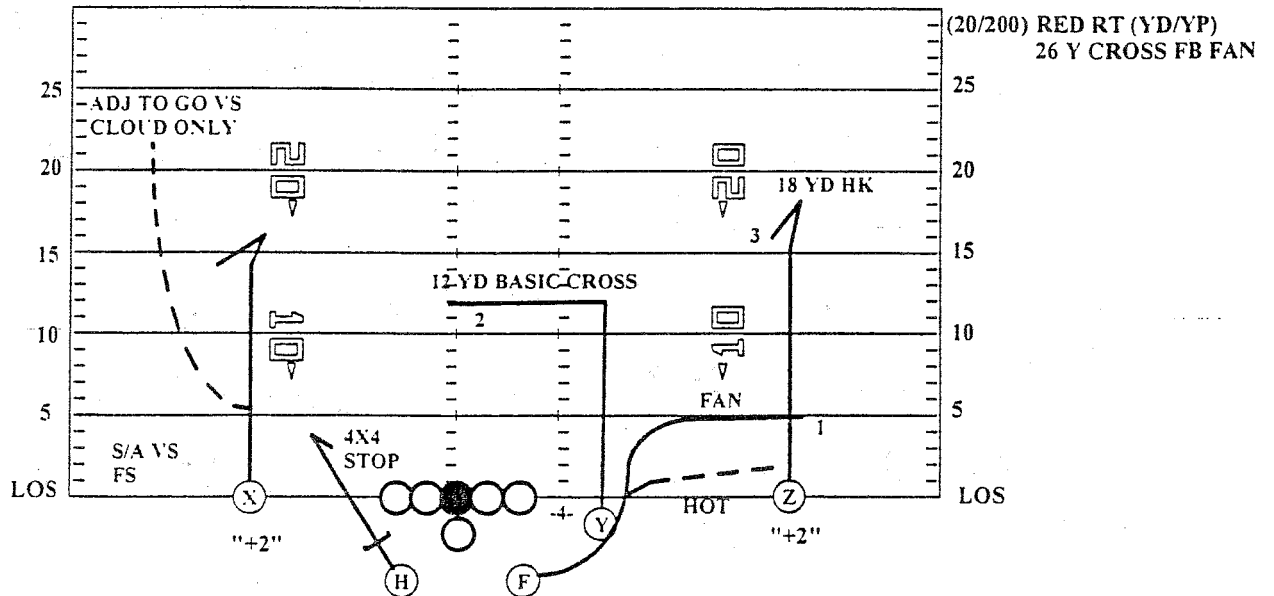 (20/200) RED RT (YD/YP)
26 Y CROSS FB FAN
25
25
ADJ TO GO VS
CLOUD ONLY
20
20
20
20
18 YD HK
3
15
15
12 YD BASIC CROSS
2
10
10
10
10
FAN
5
5
1
S/A VS
FS
4X4
STOP
LOS
X
-4-
Y
HOT
Z
LOS
"+2"
"+2"
H
F